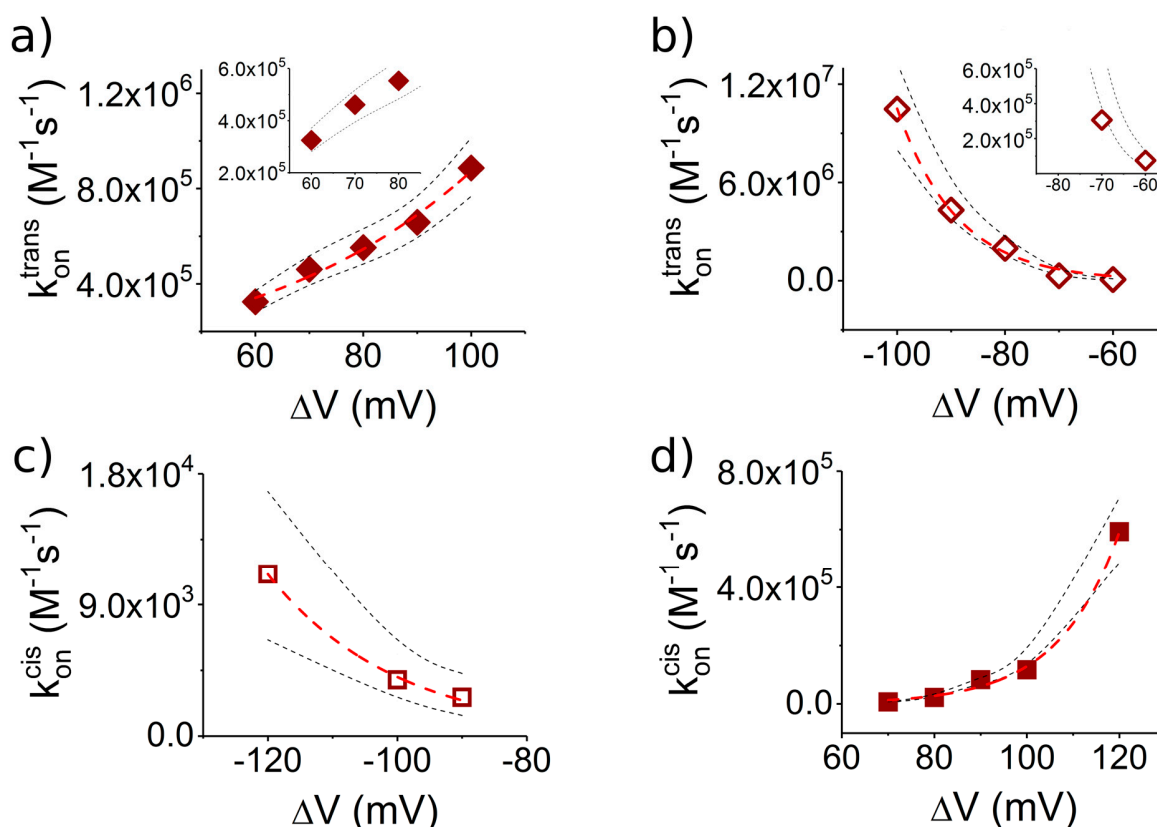 a)
k_on^trans (M^-1 s^-1)
1.2x10^6
8.0x10^5
4.0x10^5
6.0x10^5
4.0x10^5
2.0x10^5
60 70 80
60 80 100
ΔV (mV)
b)
k_on^trans (M^-1 s^-1)
1.2x10^7
6.0x10^6
0.0
6.0x10^5
4.0x10^5
2.0x10^5
-80 -70 -60
-100 -80 -60
ΔV (mV)
c)
k_on^cis (M^-1 s^-1)
1.8x10^4
9.0x10^3
0.0
-120 -100 -80
ΔV (mV)
d)
k_on^cis (M^-1 s^-1)
8.0x10^5
4.0x10^5
0.0
60 80 100 120
ΔV (mV)